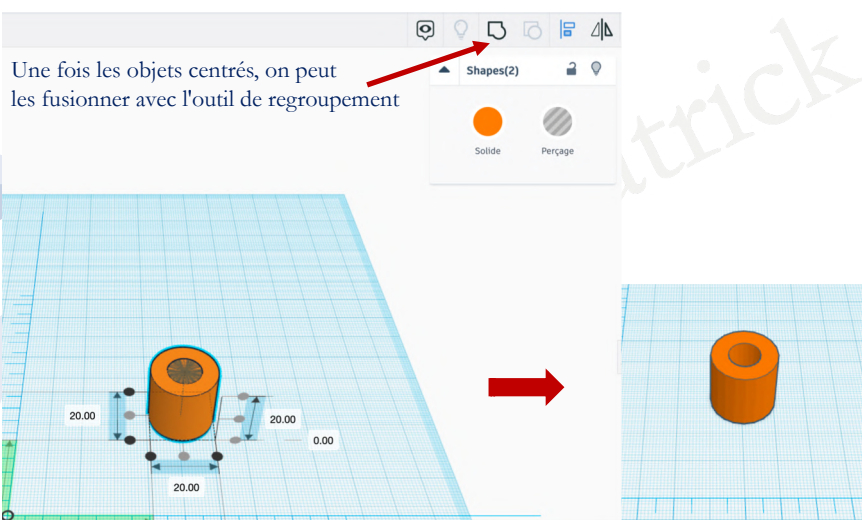 Une fois les objets centrés, on peut
les fusionner avec l'outil de regroupement
Shapes(2)
Solide
Perçage
20.00
20.00
0.00
20.00